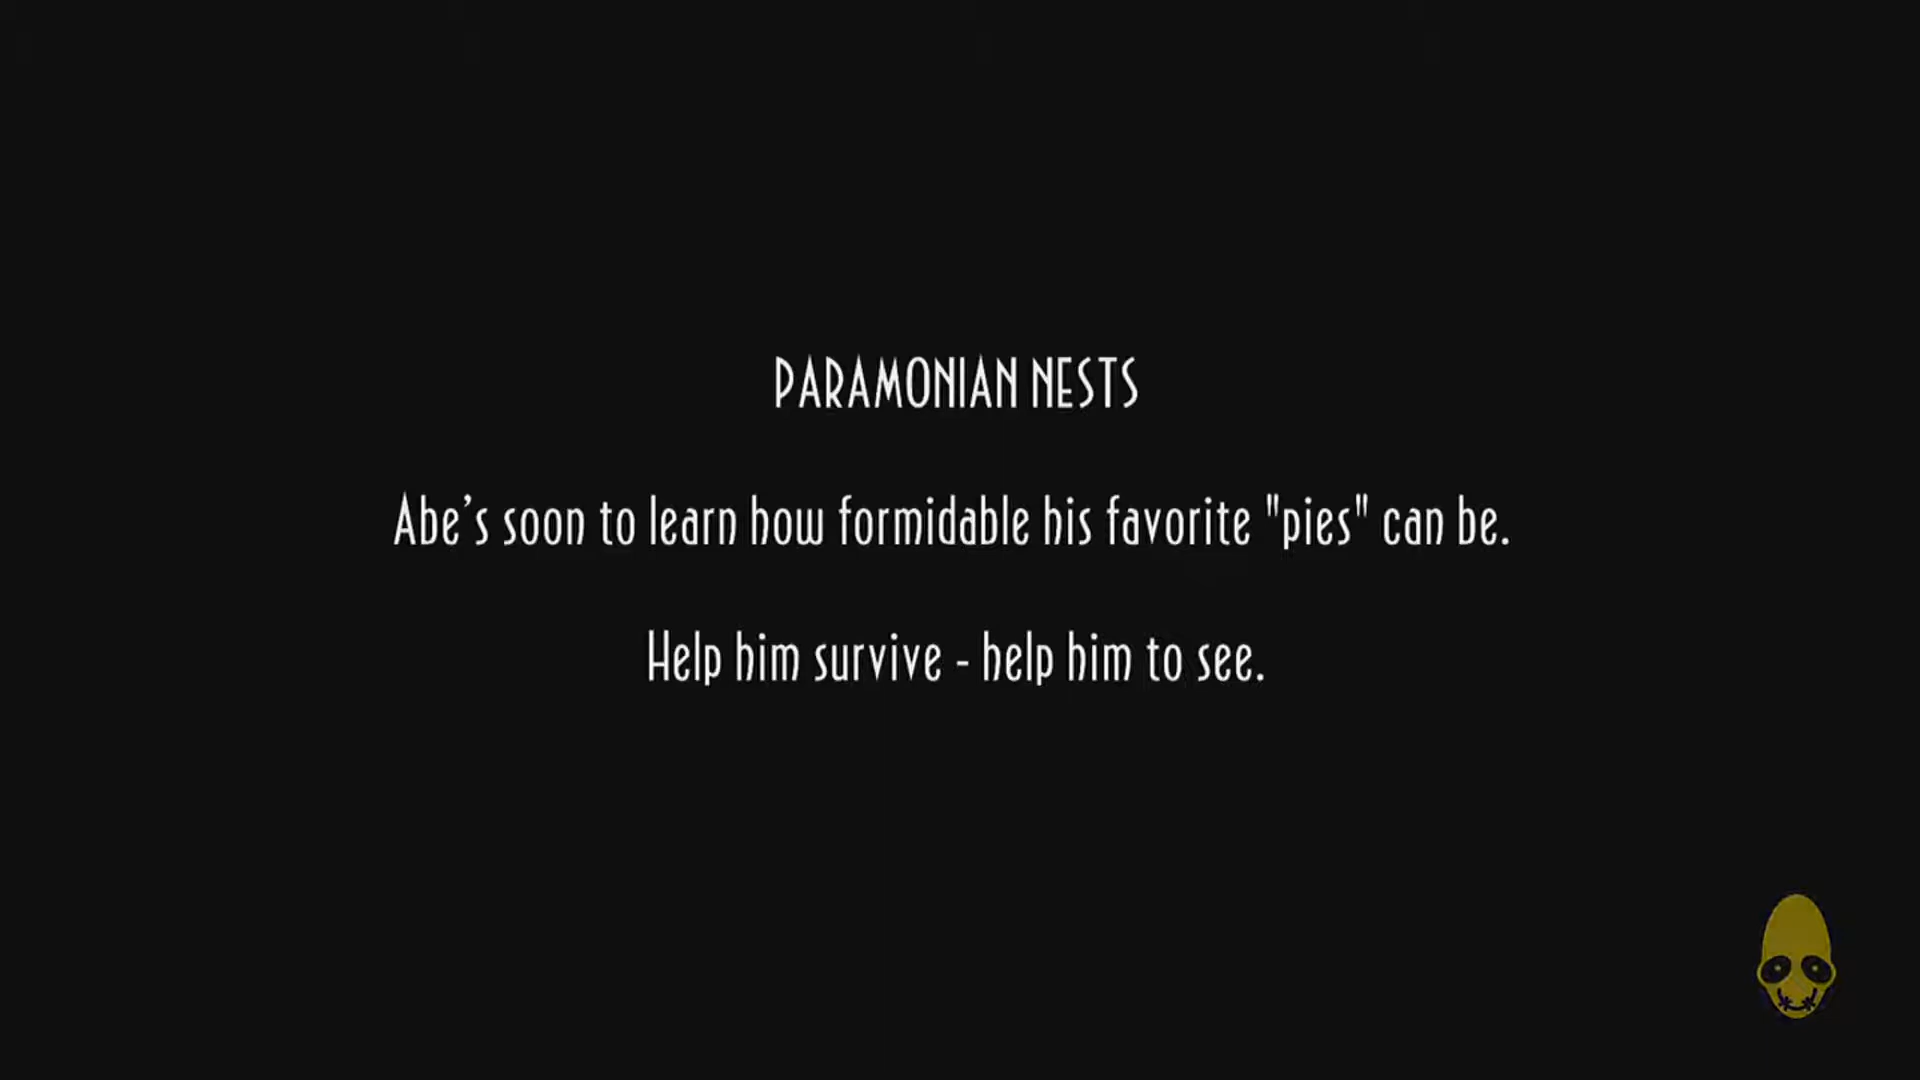 PARAMONIAN NESTS
Abe’s soon to learn how formidable his favorite "pies" can be.
Help him survive - help him to see.